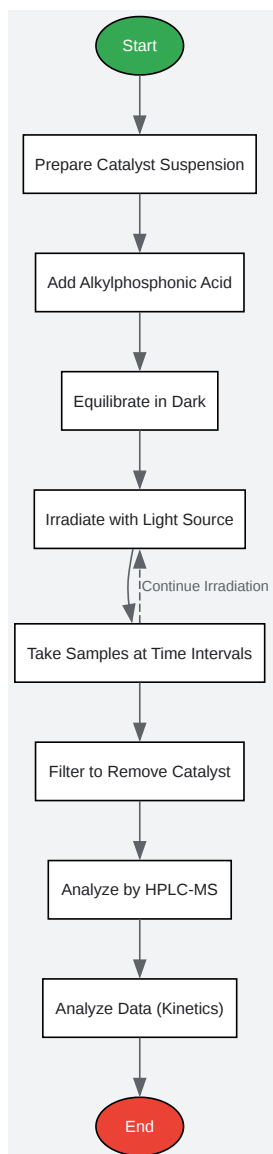 Start
Prepare Catalyst Suspension
Add Alkylphosphonic Acid
Equilibrate in Dark
Irradiate with Light Source
Continue Irradiation
Take Samples at Time Intervals
Filter to Remove Catalyst
Analyze by HPLC-MS
Analyze Data (Kinetics)
End